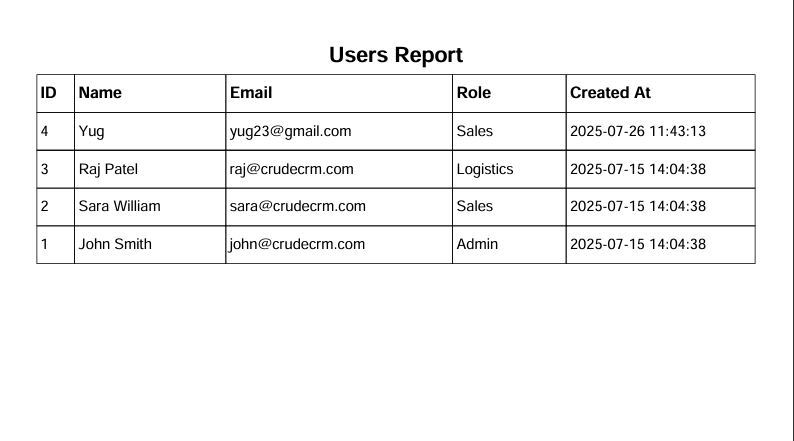 Users Report
ID Name Email Role Created At
4 Yug yug23@gmail.com Sales 2025-07-26 11:43:13
3 Raj Patel raj@crudecrm.com Logistics 2025-07-15 14:04:38
2 Sara William sara@crudecrm.com Sales 2025-07-15 14:04:38
1 John Smith john@crudecrm.com Admin 2025-07-15 14:04:38